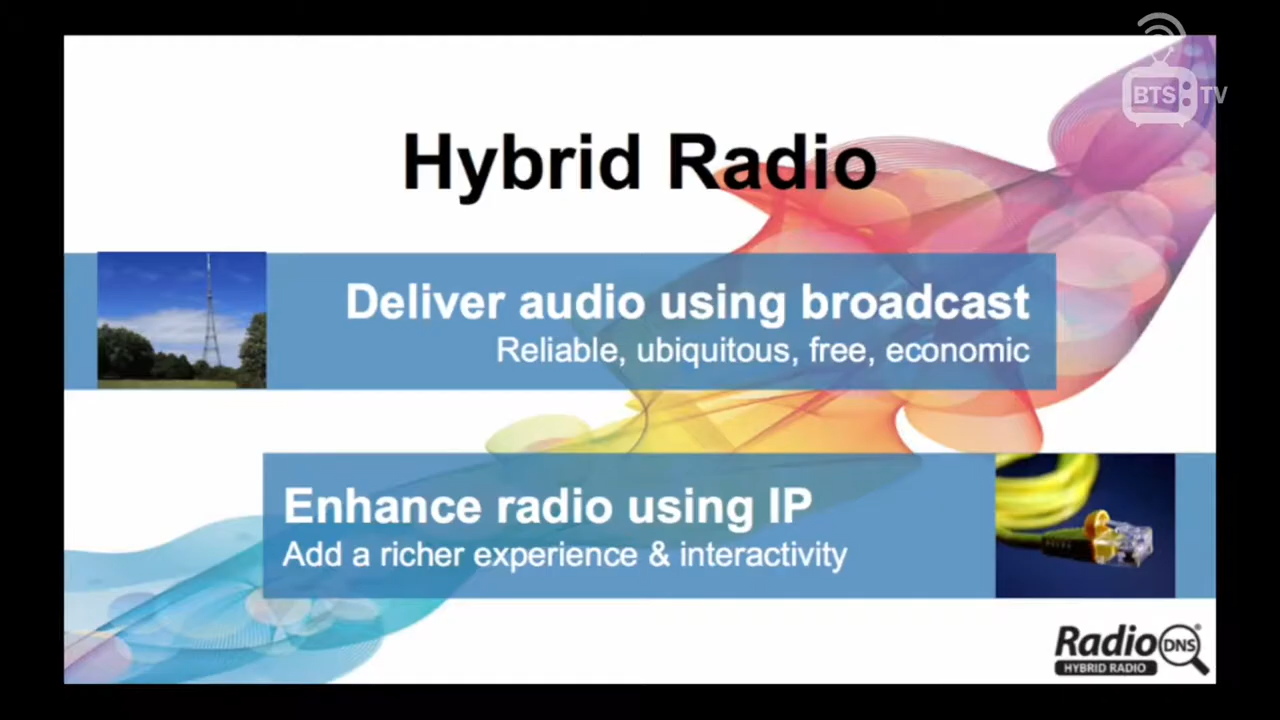 BTS TV
Hybrid Radio
Deliver audio using broadcast
Reliable, ubiquitous, free, economic
Enhance radio using IP
Add a richer experience & interactivity
Radio DNS®
HYBRID RADIO